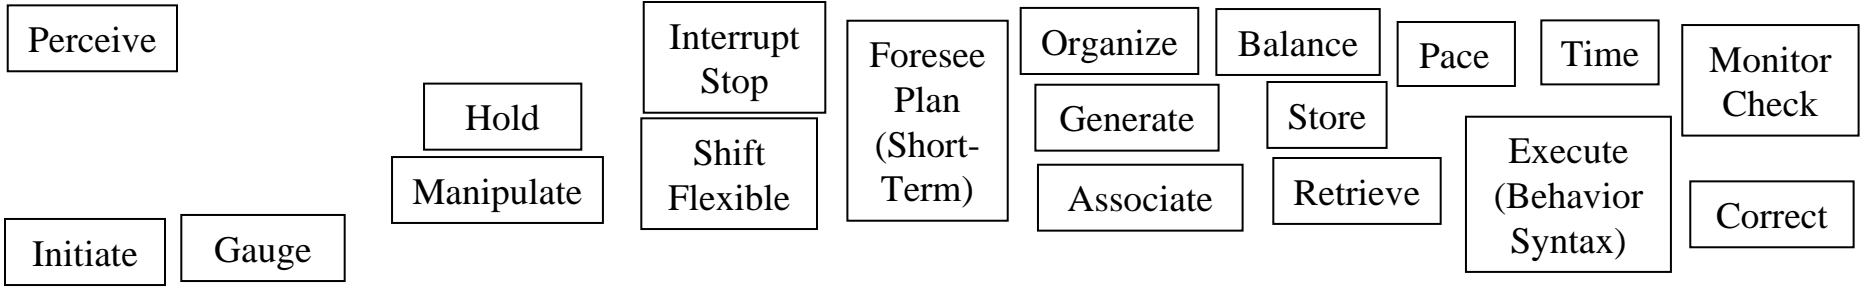 Perceive
Initiate
Gauge
Hold
Manipulate
Interrupt
Stop
Shift
Flexible
Foresee
Plan
(Short-
Term)
Organize
Generate
Associate
Balance
Store
Retrieve
Pace
Time
Execute
(Behavior
Syntax)
Monitor
Check
Correct